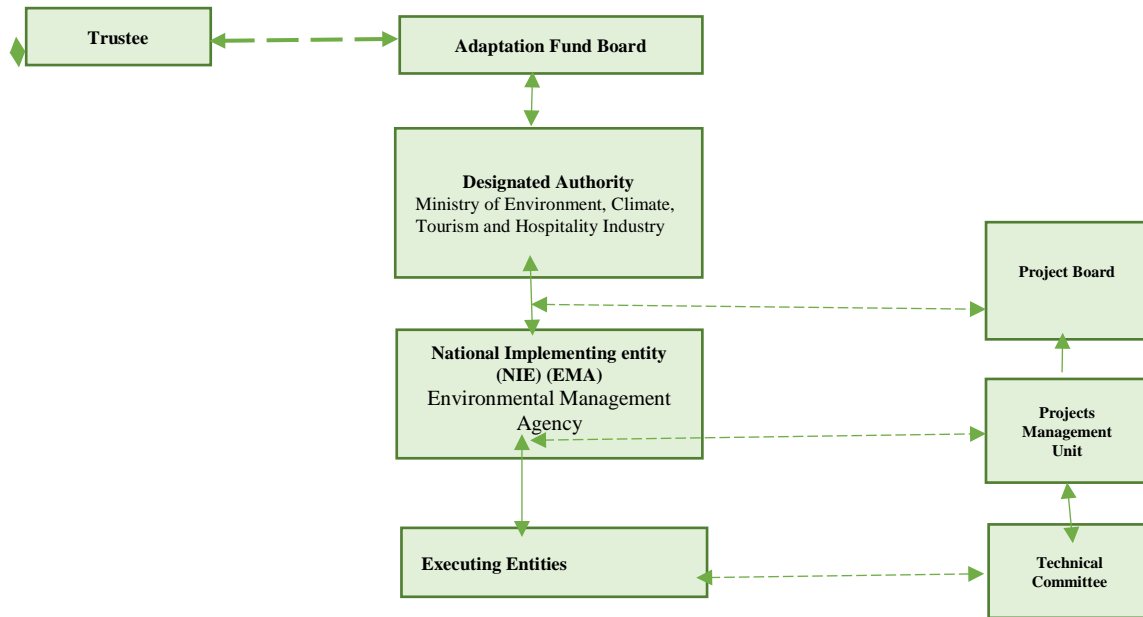 Trustee
Adaptation Fund Board
Designated Authority
Ministry of Environment, Climate,
Tourism and Hospitality Industry
Project Board
National Implementing entity
(NIE) (EMA)
Environmental Management
Agency
Projects
Management
Unit
Executing Entities
Technical
Committee